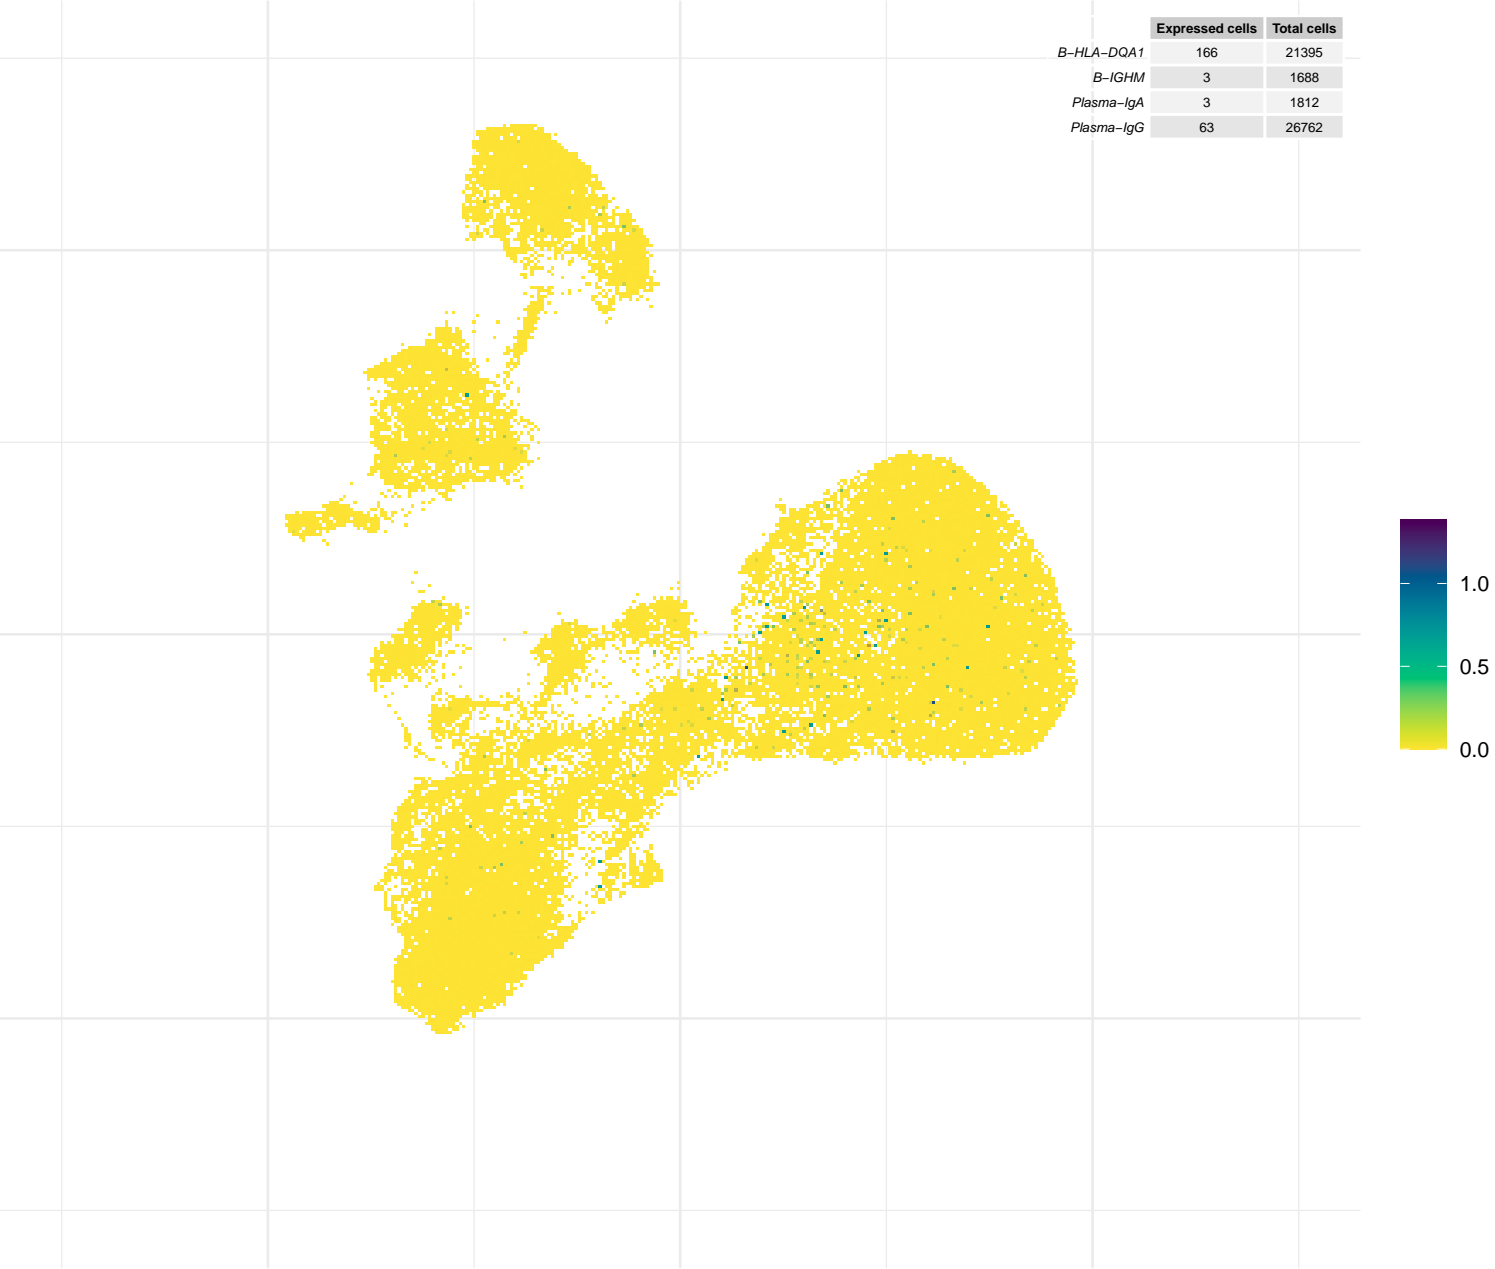 Expressed cells Total cells
B−HLA−DQA1 166 21395
B−IGHM 3 1688
Plasma−IgA 3 1812
Plasma−IgG 63 26762
1.0
0.5
0.0